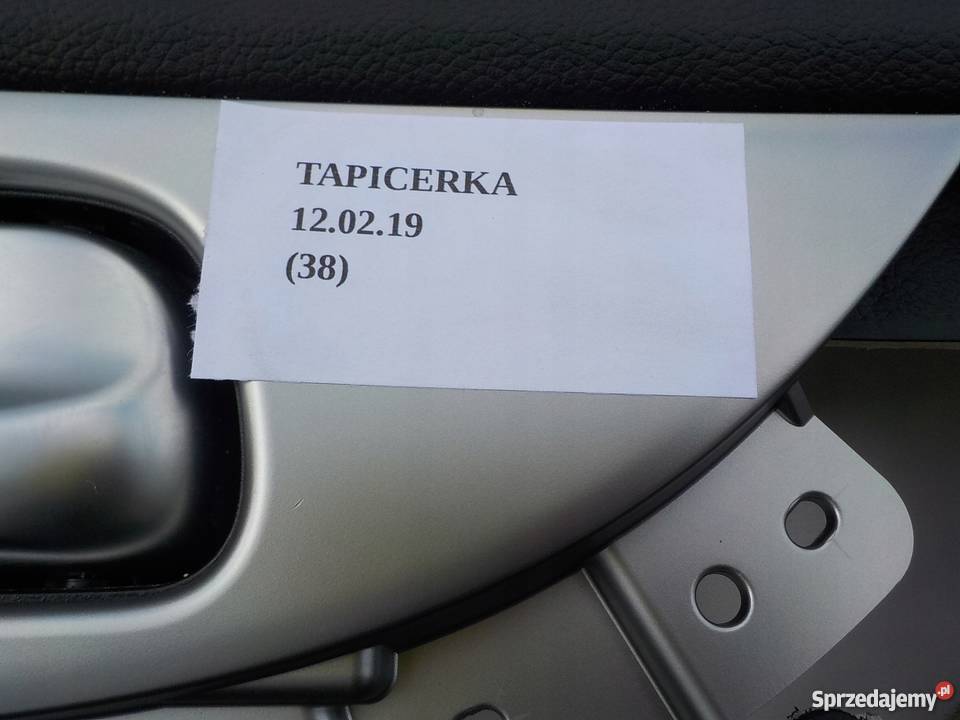 TAPICERKA
12.02.19
(38)
Sprzedajemy.pl